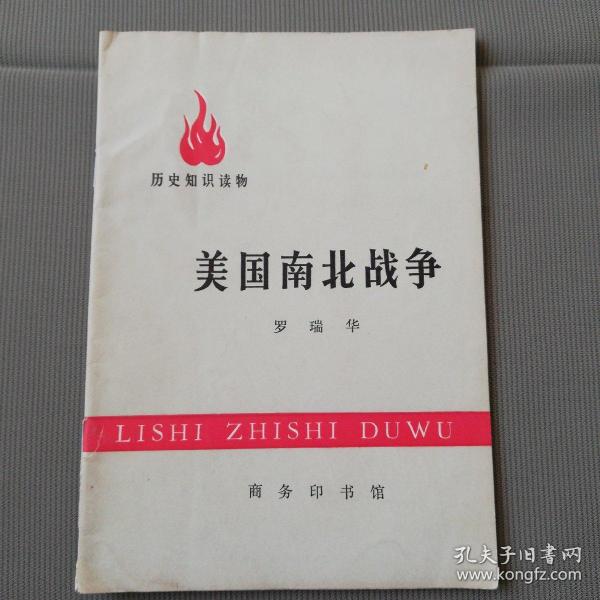 历史知识读物
美国南北战争
罗瑞华
LISHI ZHISHI DUWU
商务印书馆
孔夫子旧书网
www.kongfz.com